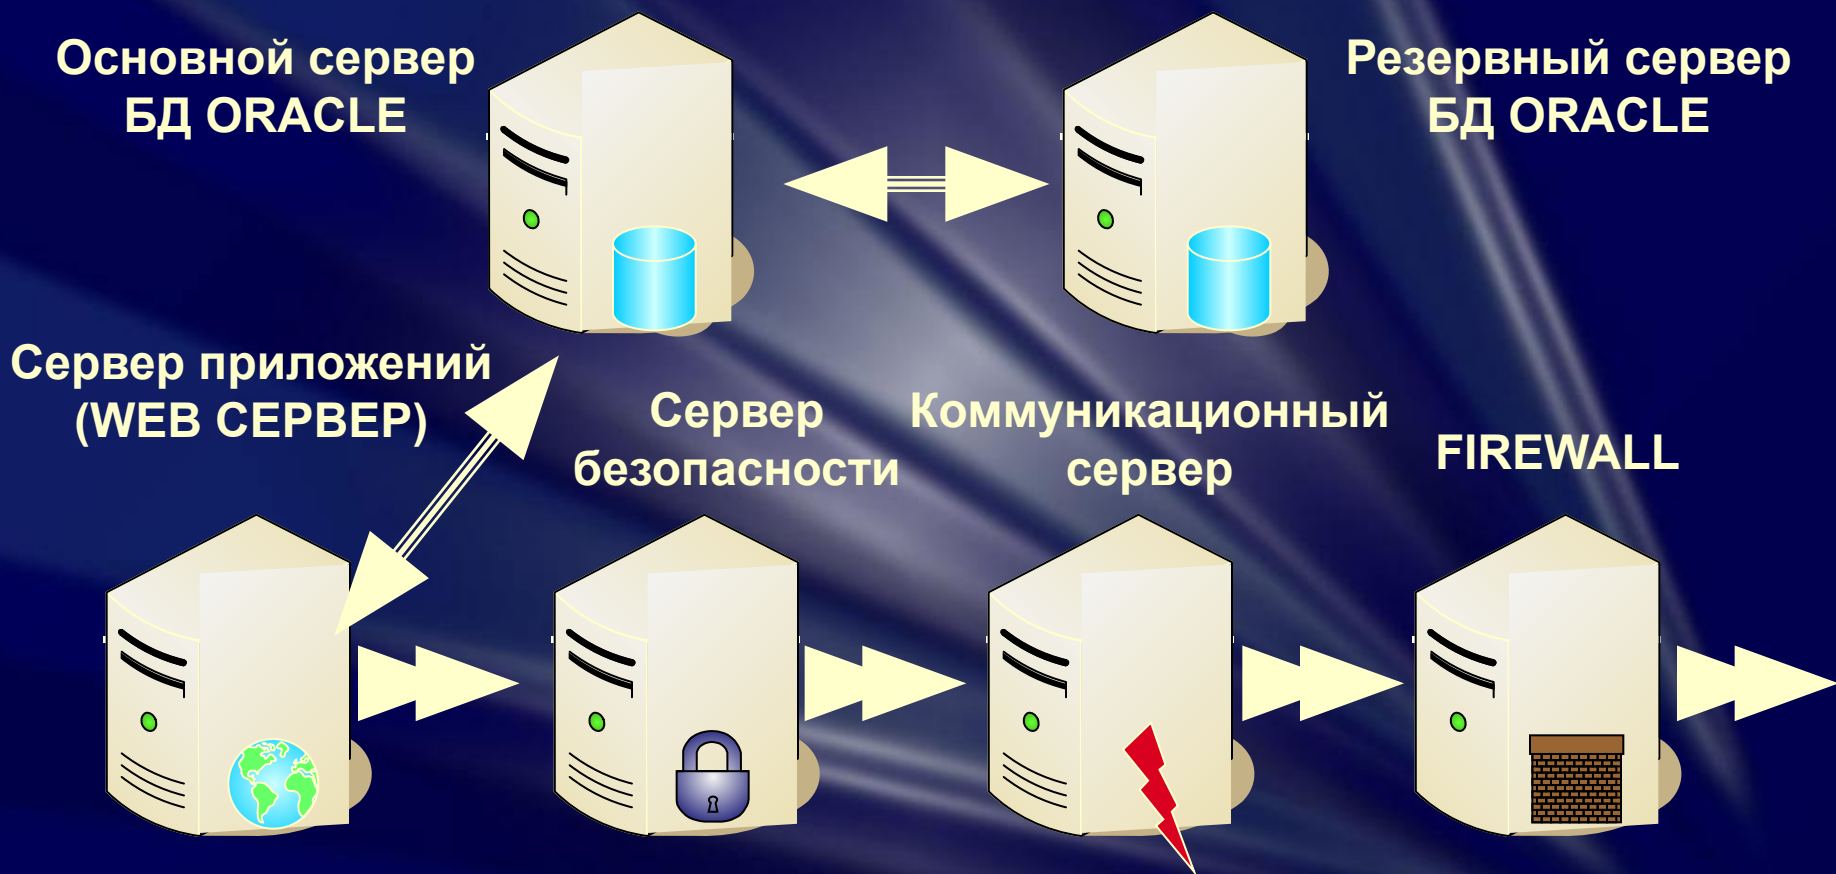 Основной сервер
БД ORACLE
Резервный сервер
БД ORACLE
Сервер приложений
(WEB СЕРВЕР)
Сервер
безопасности
Коммуникационный
сервер
FIREWALL